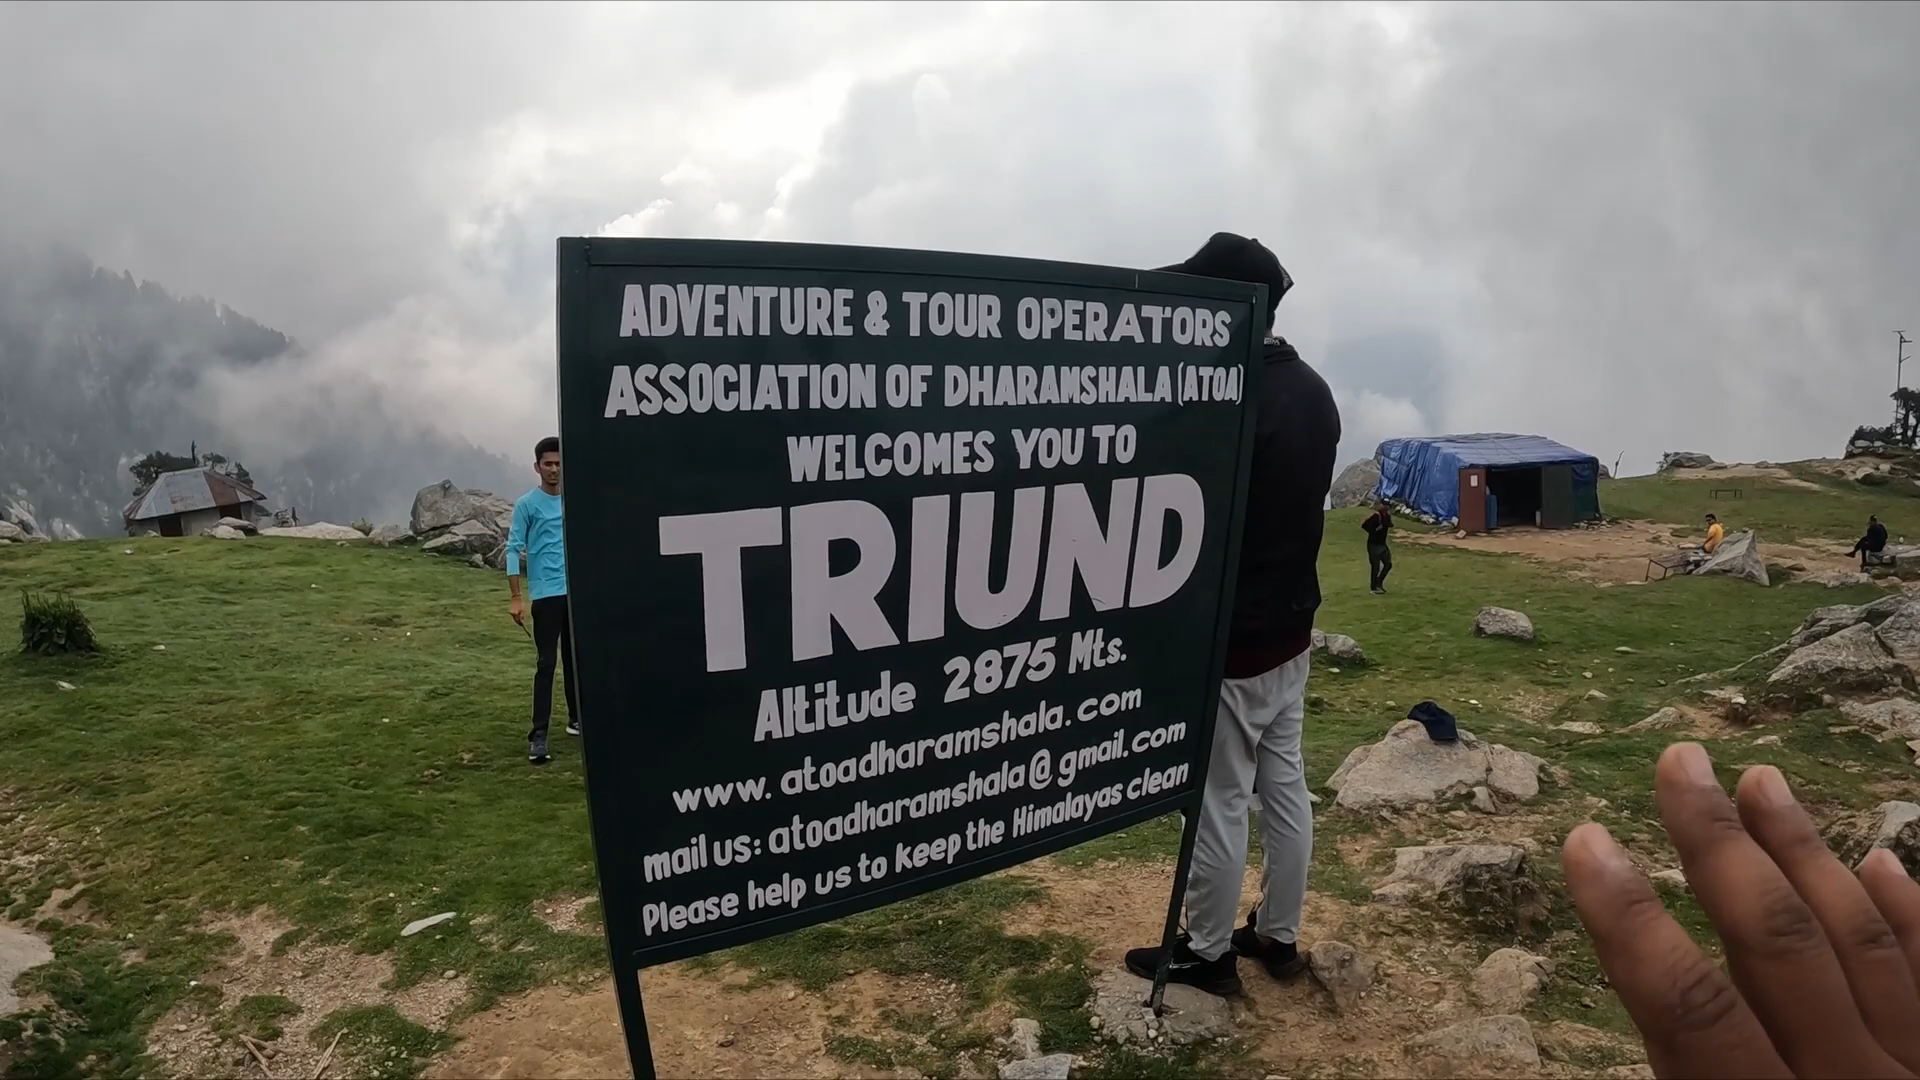 ADVENTURE & TOUR OPERATORS
ASSOCIATION OF DHARAMSHALA (ATOA)
WELCOMES YOU TO
TRIUND
Altitude 2875 Mts.
www. atoadharamshala. com
mail us: atoadharamshala@gmail.com
Please help us to keep the Himalayas clean